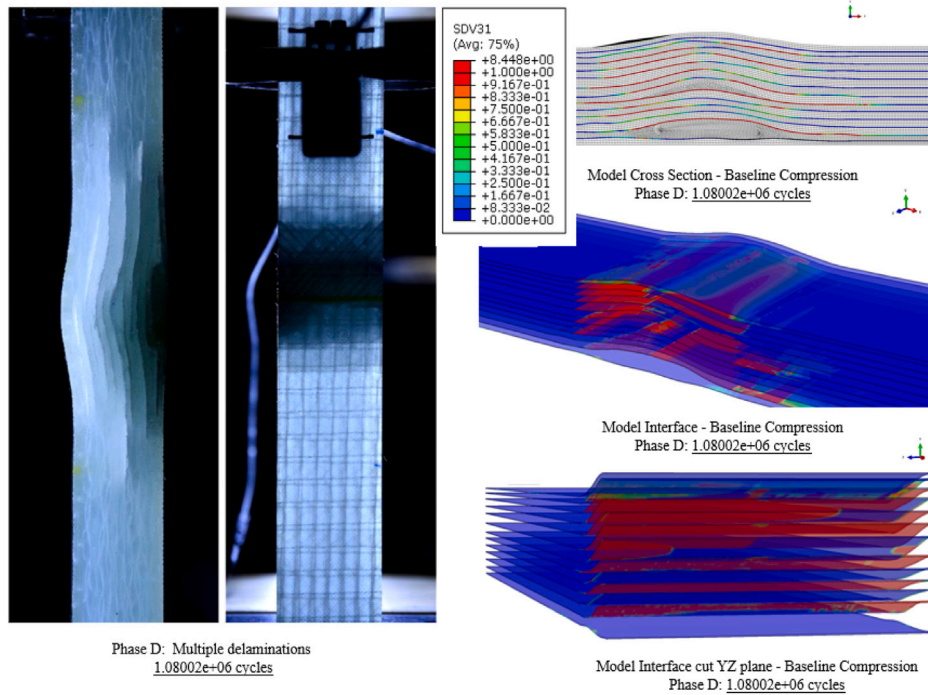 SDV31
(Avg: 75%)
+8.448e+00
+1.000e+00
+9.167e-01
+8.333e-01
+7.500e-01
+6.667e-01
+5.833e-01
+5.000e-01
+4.167e-01
+3.333e-01
+2.500e-01
+1.667e-01
+8.333e-02
+0.000e+00
Model Cross Section - Baseline Compression
Phase D: 1.08002e+06 cycles
Model Interface - Baseline Compression
Phase D: 1.08002e+06 cycles
Phase D: Multiple delaminations
1.08002e+06 cycles
Model Interface cut YZ plane - Baseline Compression
Phase D: 1.08002e+06 cycles